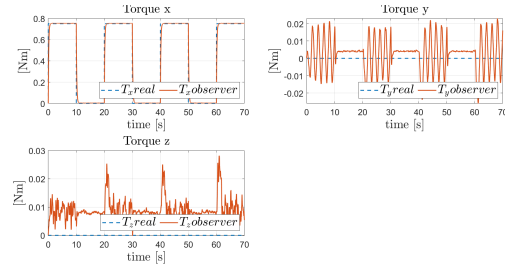 Torque x
[Nm]
0.8
0.6
0.4
0.2
0
T_x real T_x observer
0 10 20 30 40 50 60 70
time [s]
Torque y
[Nm]
0.02
0.01
0
-0.01
-0.02
T_y real T_y observer
0 10 20 30 40 50 60 70
time [s]
Torque z
[Nm]
0.03
0.02
0.01
0
T_z real T_z observer
0 10 20 30 40 50 60 70
time [s]